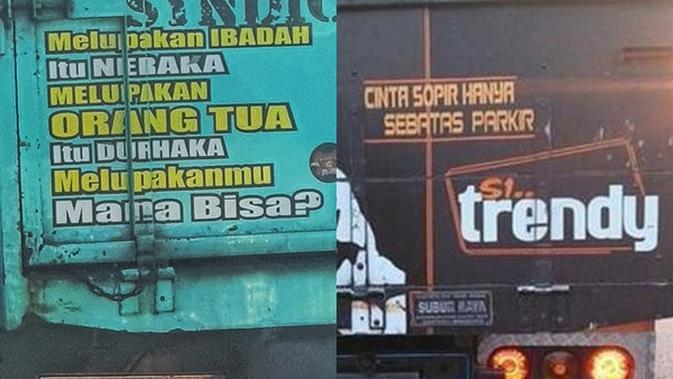 SYNDIC
Melupakan IBADAH
Itu NERAKA
MELUPAKAN
ORANG TUA
Itu DURHAKA
Melupakanmu
Mana Bisa?
CINTA SOPIR HANYA
SEBATAS PARKIR
SI..
trendy
SUBUR RAYA